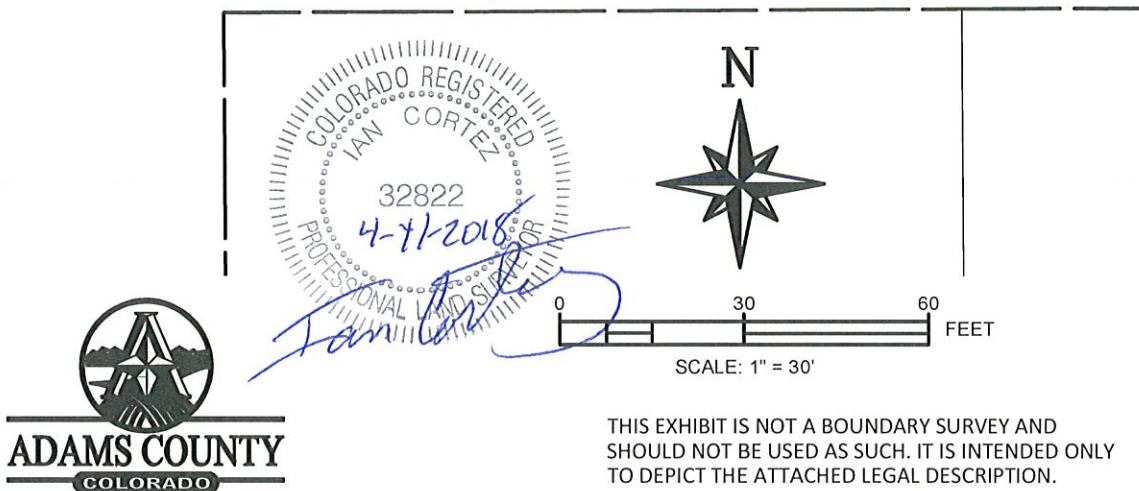 COLORADO REGISTERED
IAN CORTEZ
32822
4-
-2018
PROFESSIONAL LAND SURVEYOR
Ian Cortez
N
0 30 60
FEET
SCALE: 1" = 30'
ADAMS COUNTY
COLORADO
THIS EXHIBIT IS NOT A BOUNDARY SURVEY AND
SHOULD NOT BE USED AS SUCH. IT IS INTENDED ONLY
TO DEPICT THE ATTACHED LEGAL DESCRIPTION.